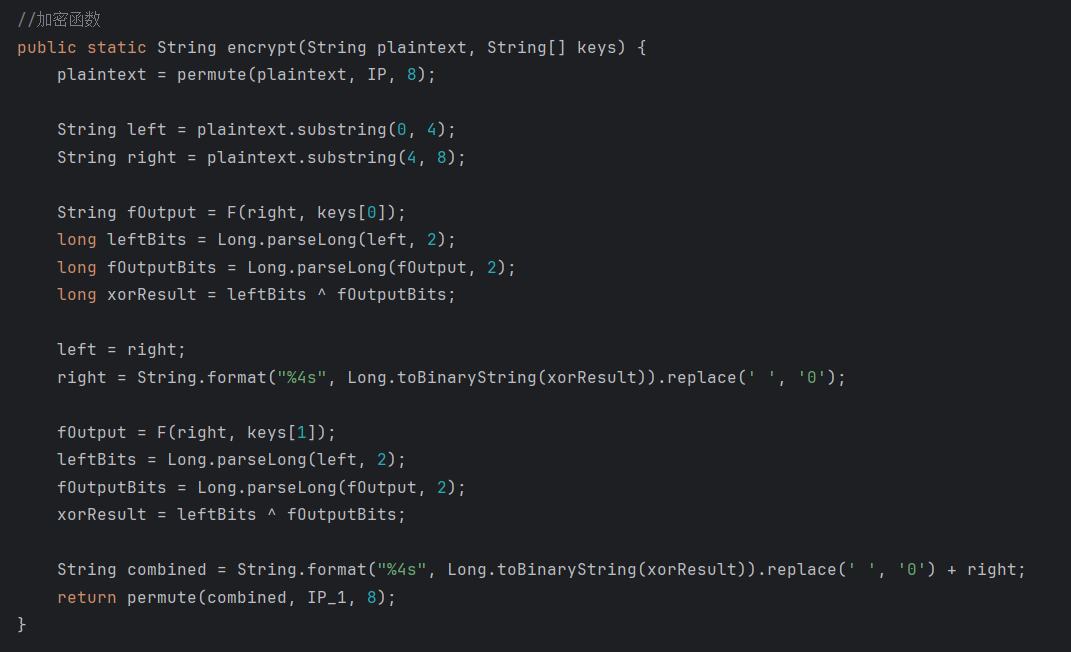 //加密函数
public static String encrypt(String plaintext, String[] keys) {
    plaintext = permute(plaintext, IP, 8);

    String left = plaintext.substring(0, 4);
    String right = plaintext.substring(4, 8);

    String fOutput = F(right, keys[0]);
    long leftBits = Long.parseLong(left, 2);
    long fOutputBits = Long.parseLong(fOutput, 2);
    long xorResult = leftBits ^ fOutputBits;

    left = right;
    right = String.format("%4s", Long.toBinaryString(xorResult)).replace(' ', '0');

    fOutput = F(right, keys[1]);
    leftBits = Long.parseLong(left, 2);
    fOutputBits = Long.parseLong(fOutput, 2);
    xorResult = leftBits ^ fOutputBits;

    String combined = String.format("%4s", Long.toBinaryString(xorResult)).replace(' ', '0') + right;
    return permute(combined, IP_1, 8);
}